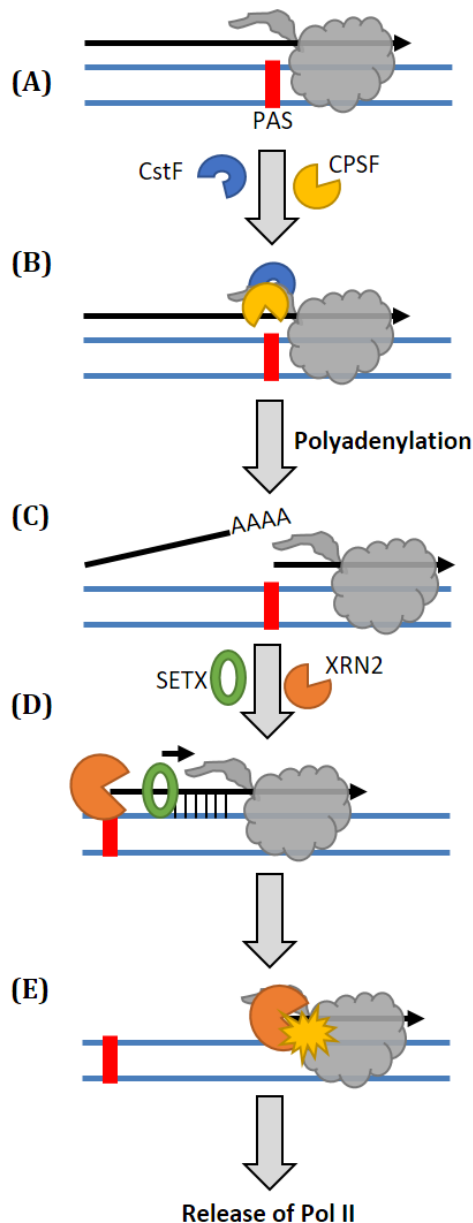 (A)
PAS
CstF
CPSF
(B)
Polyadenylation
(C)
AAAA
SETX
XRN2
(D)
(E)
Release of Pol II